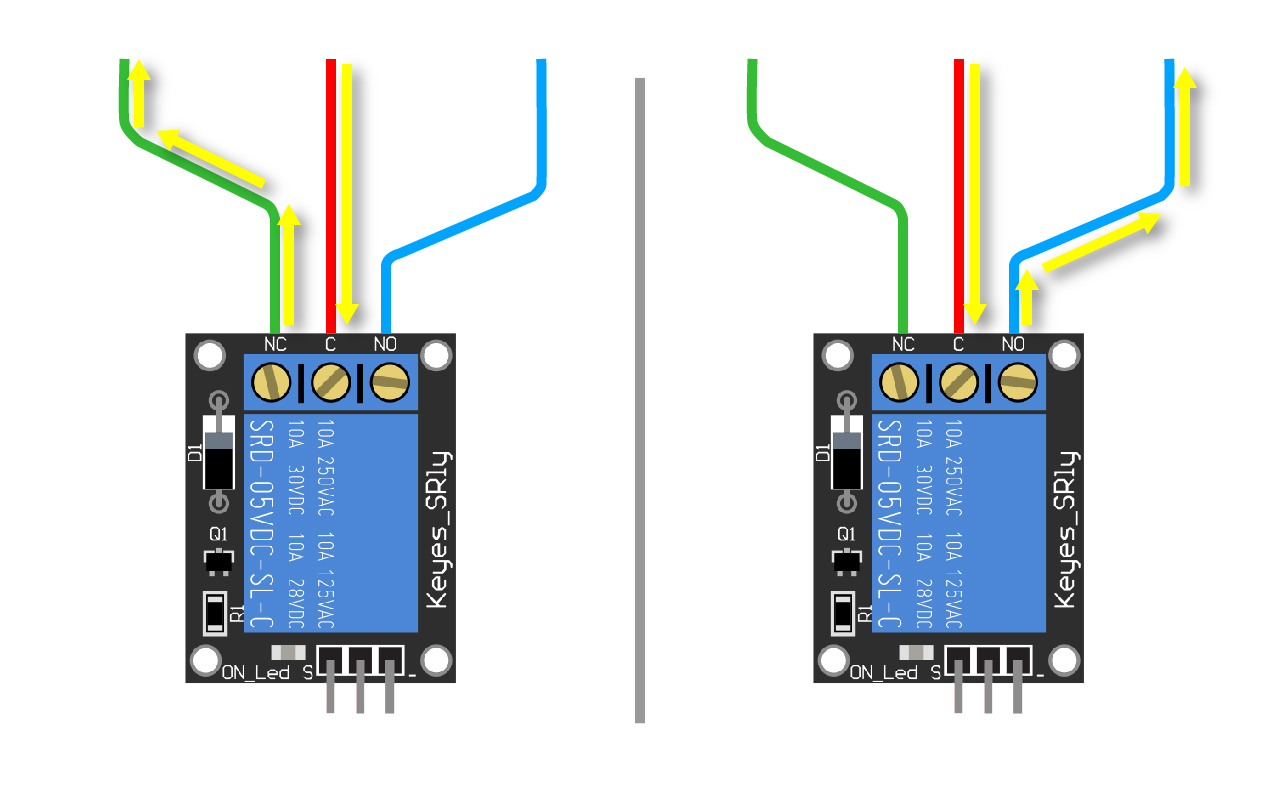 NC C NO
D1
SRD-05VDC-SL-C
10A 30VDC 10A 28VDC
10A 250VAC 10A 125VAC
Keyes_SRly
Q1
R1
ON_Led S -
NC C NO
D1
SRD-05VDC-SL-C
10A 30VDC 10A 28VDC
10A 250VAC 10A 125VAC
Keyes_SRly
Q1
R1
ON_Led S -